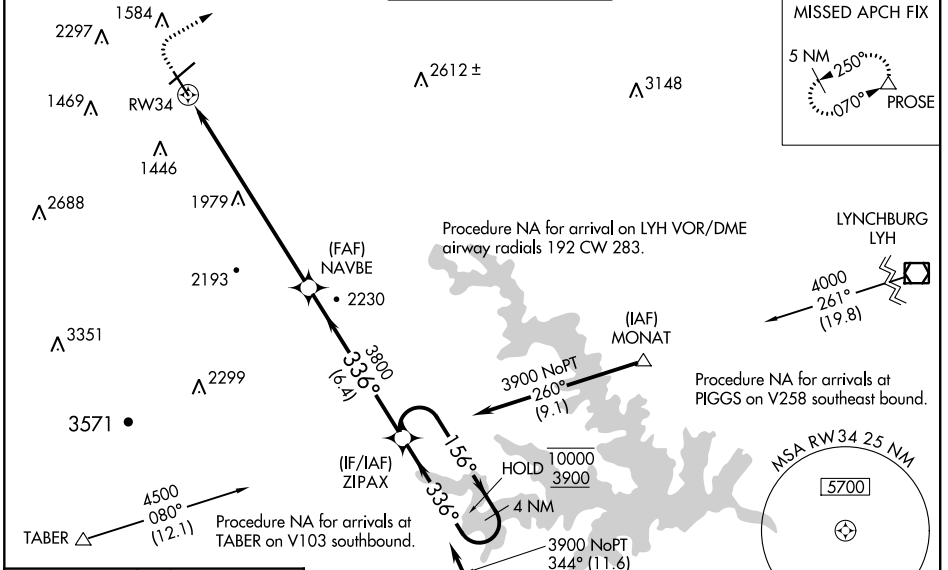 1584
2297
2612 ±
3148
MISSED APCH FIX
5 NM
250°
070°
PROSE
1469
RW34
1446
2688
1979
Procedure NA for arrival on LYH VOR/DME
airway radials 192 CW 283.
LYNCHBURG
LYH
(FAF)
NAVBE
2193
2230
4000
261°
(19.8)
3351
3800
336°
(6.4)
(IAF)
MONAT
2299
3900 NoPT
260°
(9.1)
Procedure NA for arrivals at
PIGGS on V258 southeast bound.
3571
(IF/IAF)
ZIPAX
156°
336°
HOLD
10000
3900
4 NM
MSA RW34 25 NM
5700
4500
080°
(12.1)
TABER
Procedure NA for arrivals at
TABER on V103 southbound.
3900 NoPT
344° (11.6)